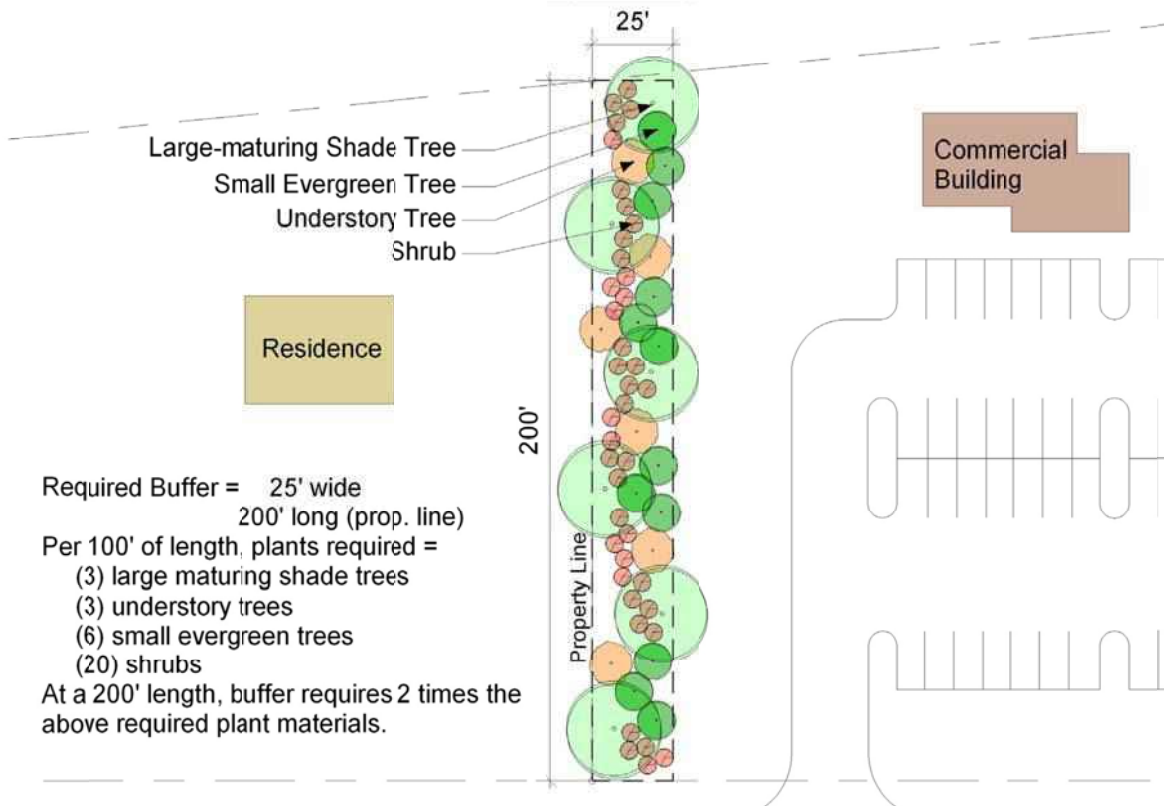 25'
Large-maturing Shade Tree
Small Evergreen Tree
Understory Tree
Shrub
Commercial
Building
Residence
200'
Property Line
Required Buffer = 25' wide
200' long (prop. line)
Per 100' of length, plants required =
(3) large maturing shade trees
(3) understory trees
(6) small evergreen trees
(20) shrubs
At a 200' length, buffer requires 2 times the
above required plant materials.